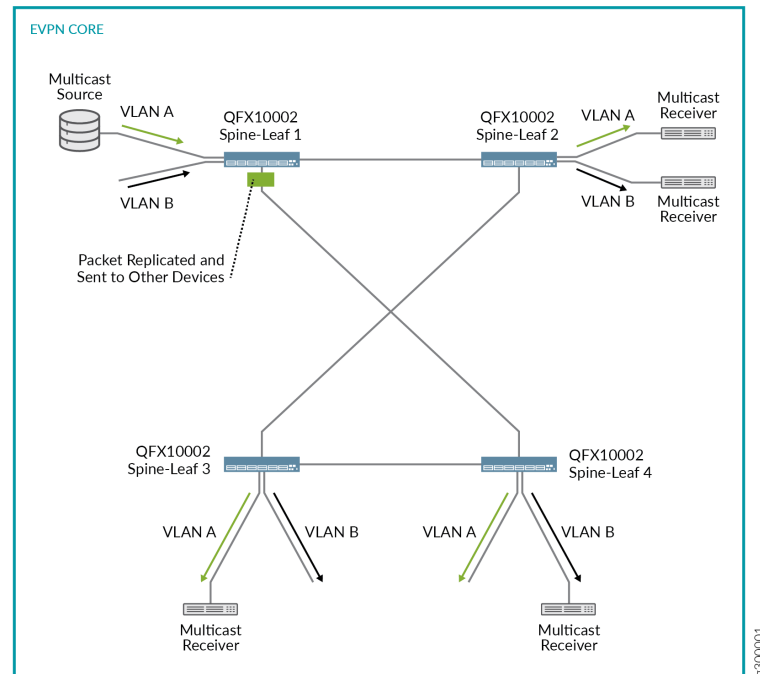 EVPN CORE
Multicast
Source
VLAN A
VLAN B
QFX10002
Spine-Leaf 1
QFX10002
Spine-Leaf 2
VLAN A
VLAN B
Multicast
Receiver
Multicast
Receiver
Packet Replicated and
Sent to Other Devices
QFX10002
Spine-Leaf 3
QFX10002
Spine-Leaf 4
VLAN A
VLAN B
VLAN A
VLAN B
Multicast
Receiver
Multicast
Receiver